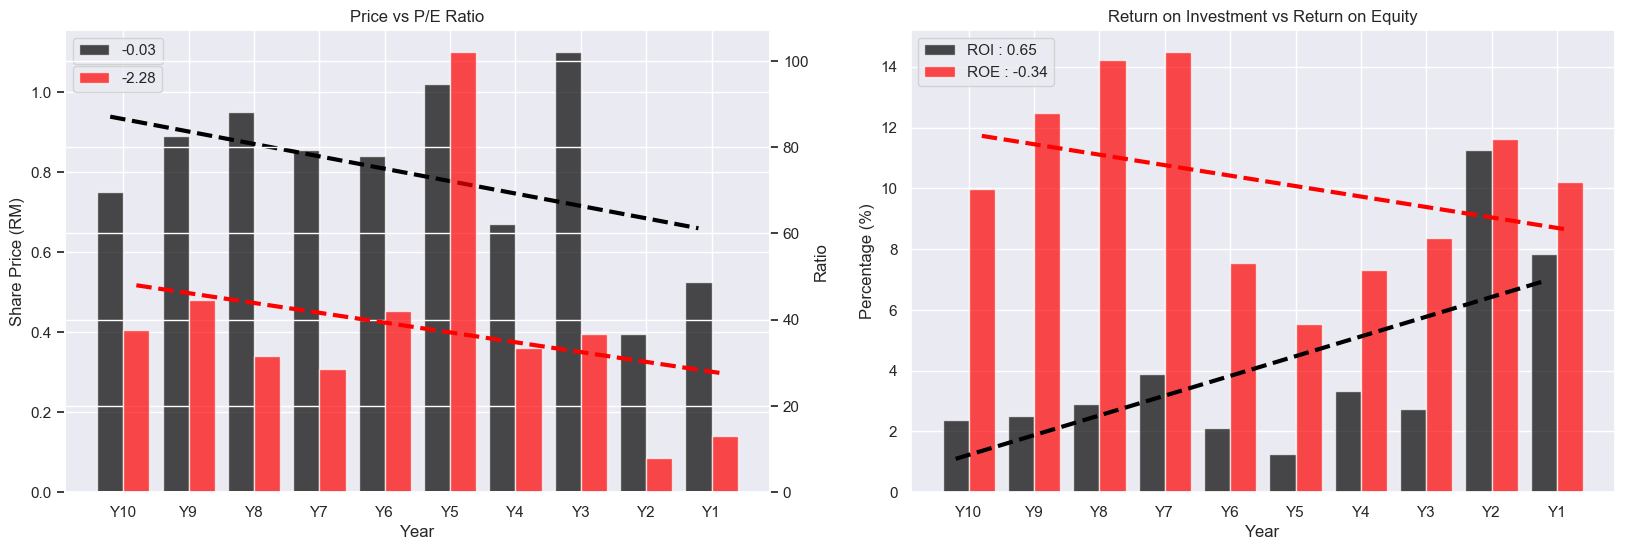 Price vs P/E Ratio
-0.03
-2.28
Share Price (RM)
1.0
0.8
0.6
0.4
0.2
0.0
100
80
60
40
20
0
Ratio
Y10 Y9 Y8 Y7 Y6 Y5 Y4 Y3 Y2 Y1
Year
Return on Investment vs Return on Equity
ROI : 0.65
ROE : -0.34
Percentage (%)
14
12
10
8
6
4
2
0
Y10 Y9 Y8 Y7 Y6 Y5 Y4 Y3 Y2 Y1
Year